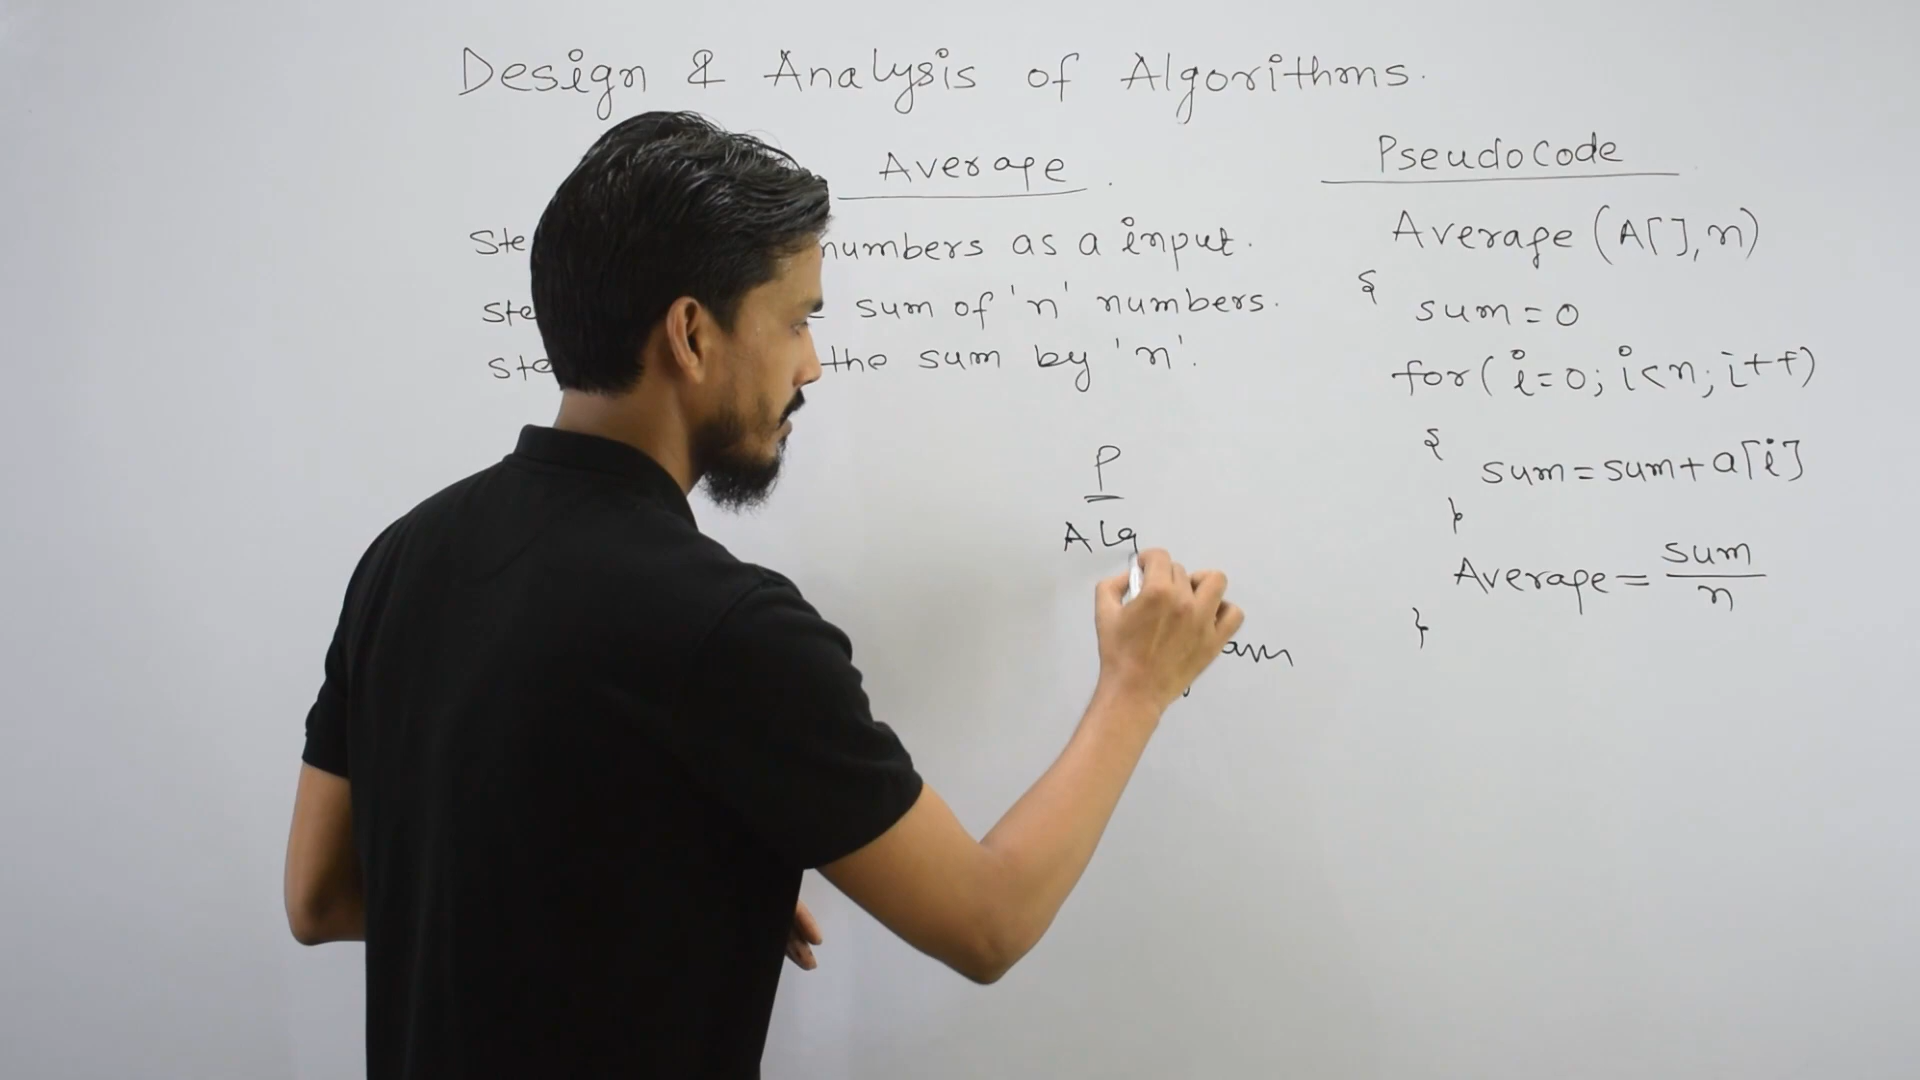 Design & Analysis of Algorithms.
Average
numbers as a input.
sum of 'n' numbers.
the sum by 'n'.
P
Alg
PseudoCode
Average (A[], n)
{
sum = 0
for( i=0; i<n; i++)
{
sum = sum + a[i]
}
Average = sum
n
}